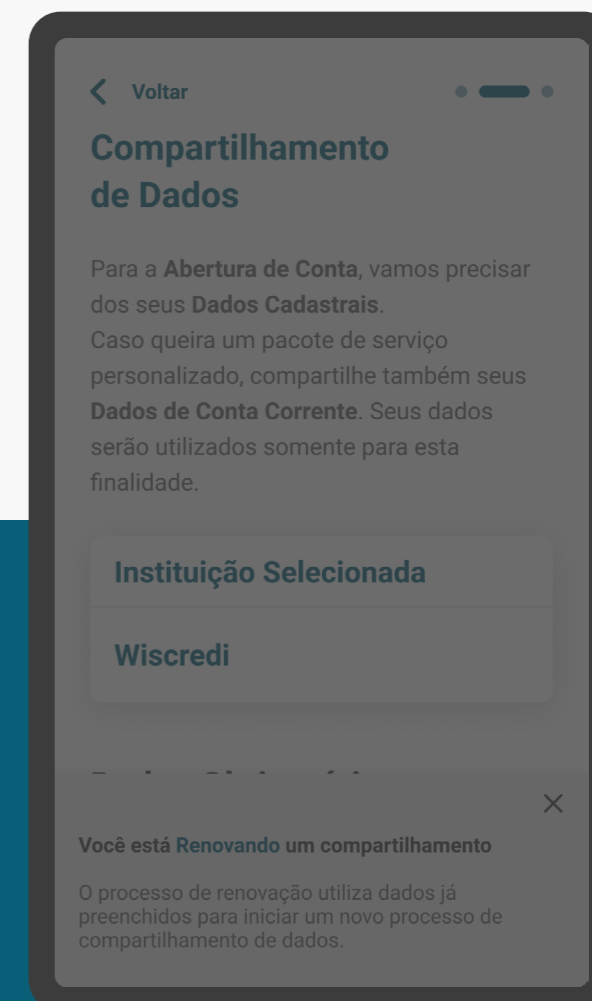 Voltar
Compartilhamento
de Dados
Para a Abertura de Conta, vamos precisar
dos seus Dados Cadastrais.
Caso queira um pacote de serviço
personalizado, compartilhe também seus
Dados de Conta Corrente. Seus dados
serão utilizados somente para esta
finalidade.
Instituição Selecionada
Wiscredi
Você está Renovando um compartilhamento
O processo de renovação utiliza dados já
preenchidos para iniciar um novo processo de
compartilhamento de dados.